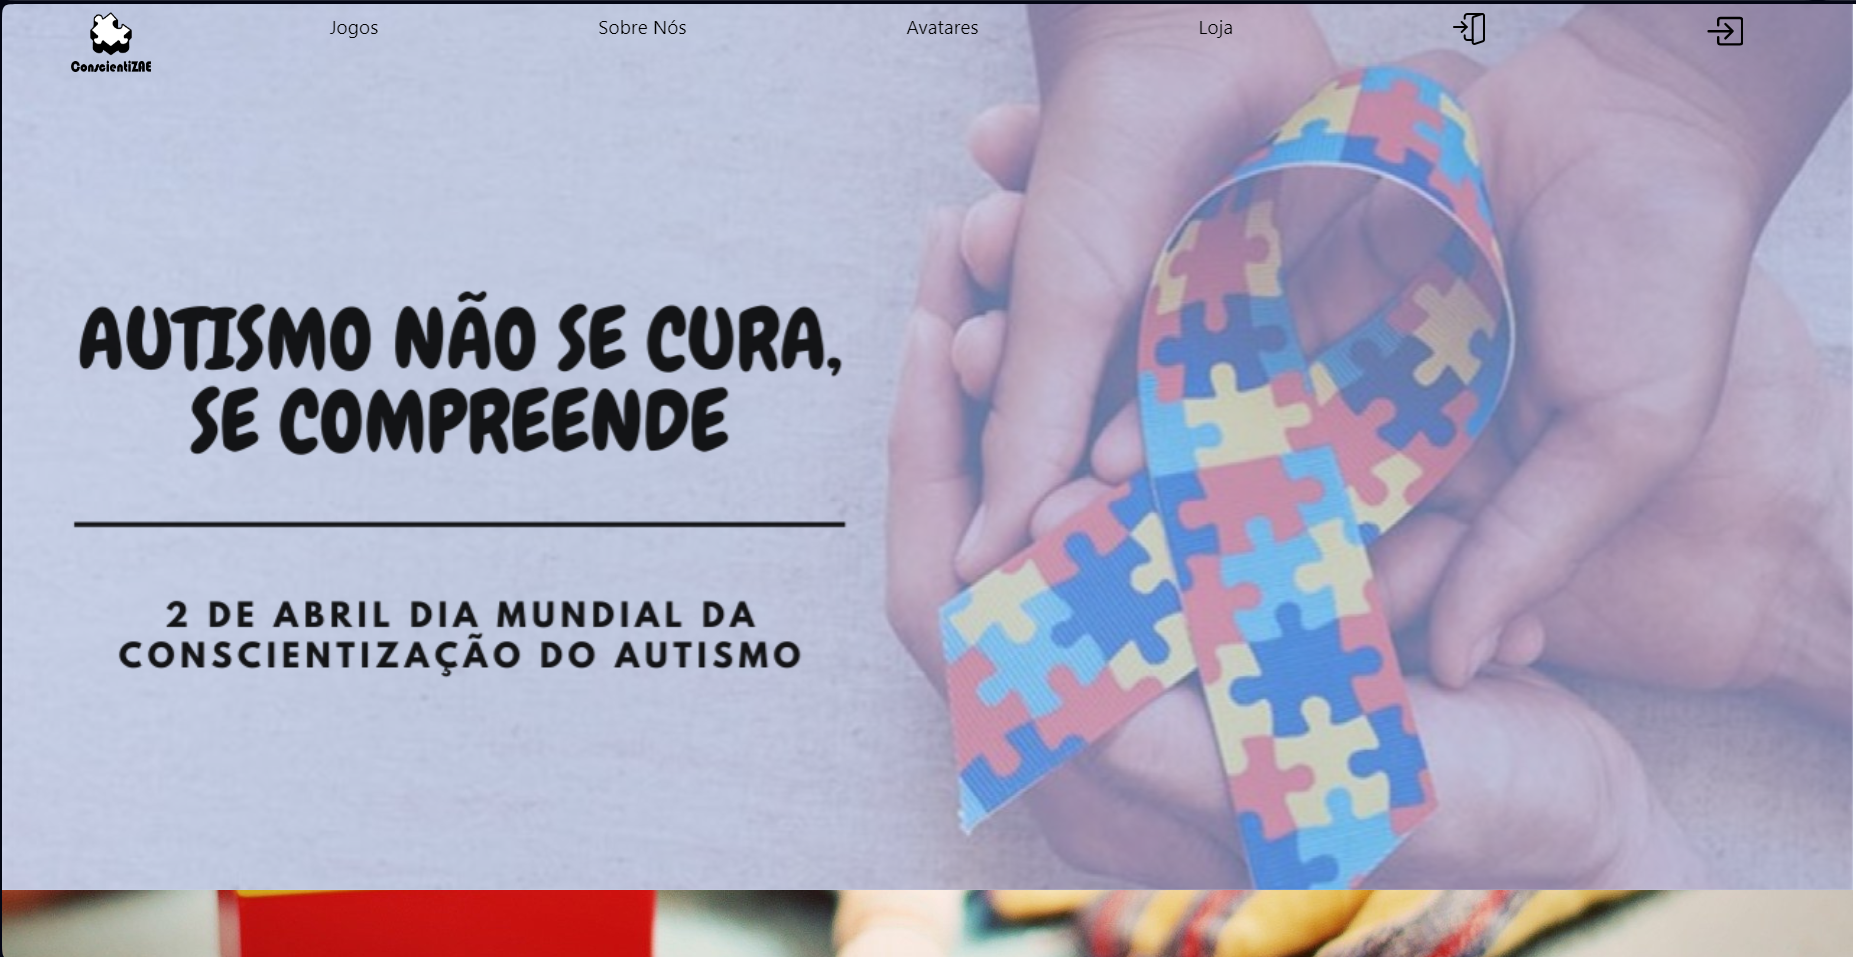 ConscientiZAE
Jogos
Sobre Nós
Avatares
Loja
AUTISMO NÃO SE CURA,
SE COMPREENDE
2 DE ABRIL DIA MUNDIAL DA
CONSCIENTIZAÇÃO DO AUTISMO